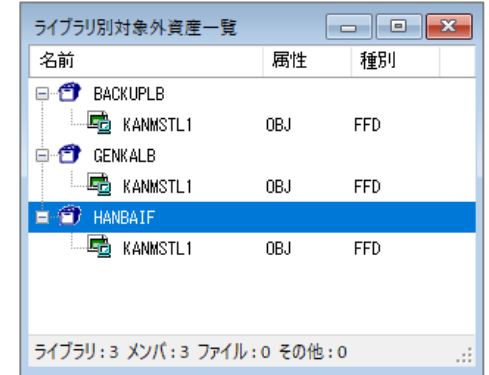 ライブラリ別対象外資産一覧
名前 属性 種別
BACKUPLB
KANMSTL1 OBJ FFD
GENKALB
KANMSTL1 OBJ FFD
HANBAIF
KANMSTL1 OBJ FFD
ライブラリ:3 メンバ:3 ファイル:0 その他:0